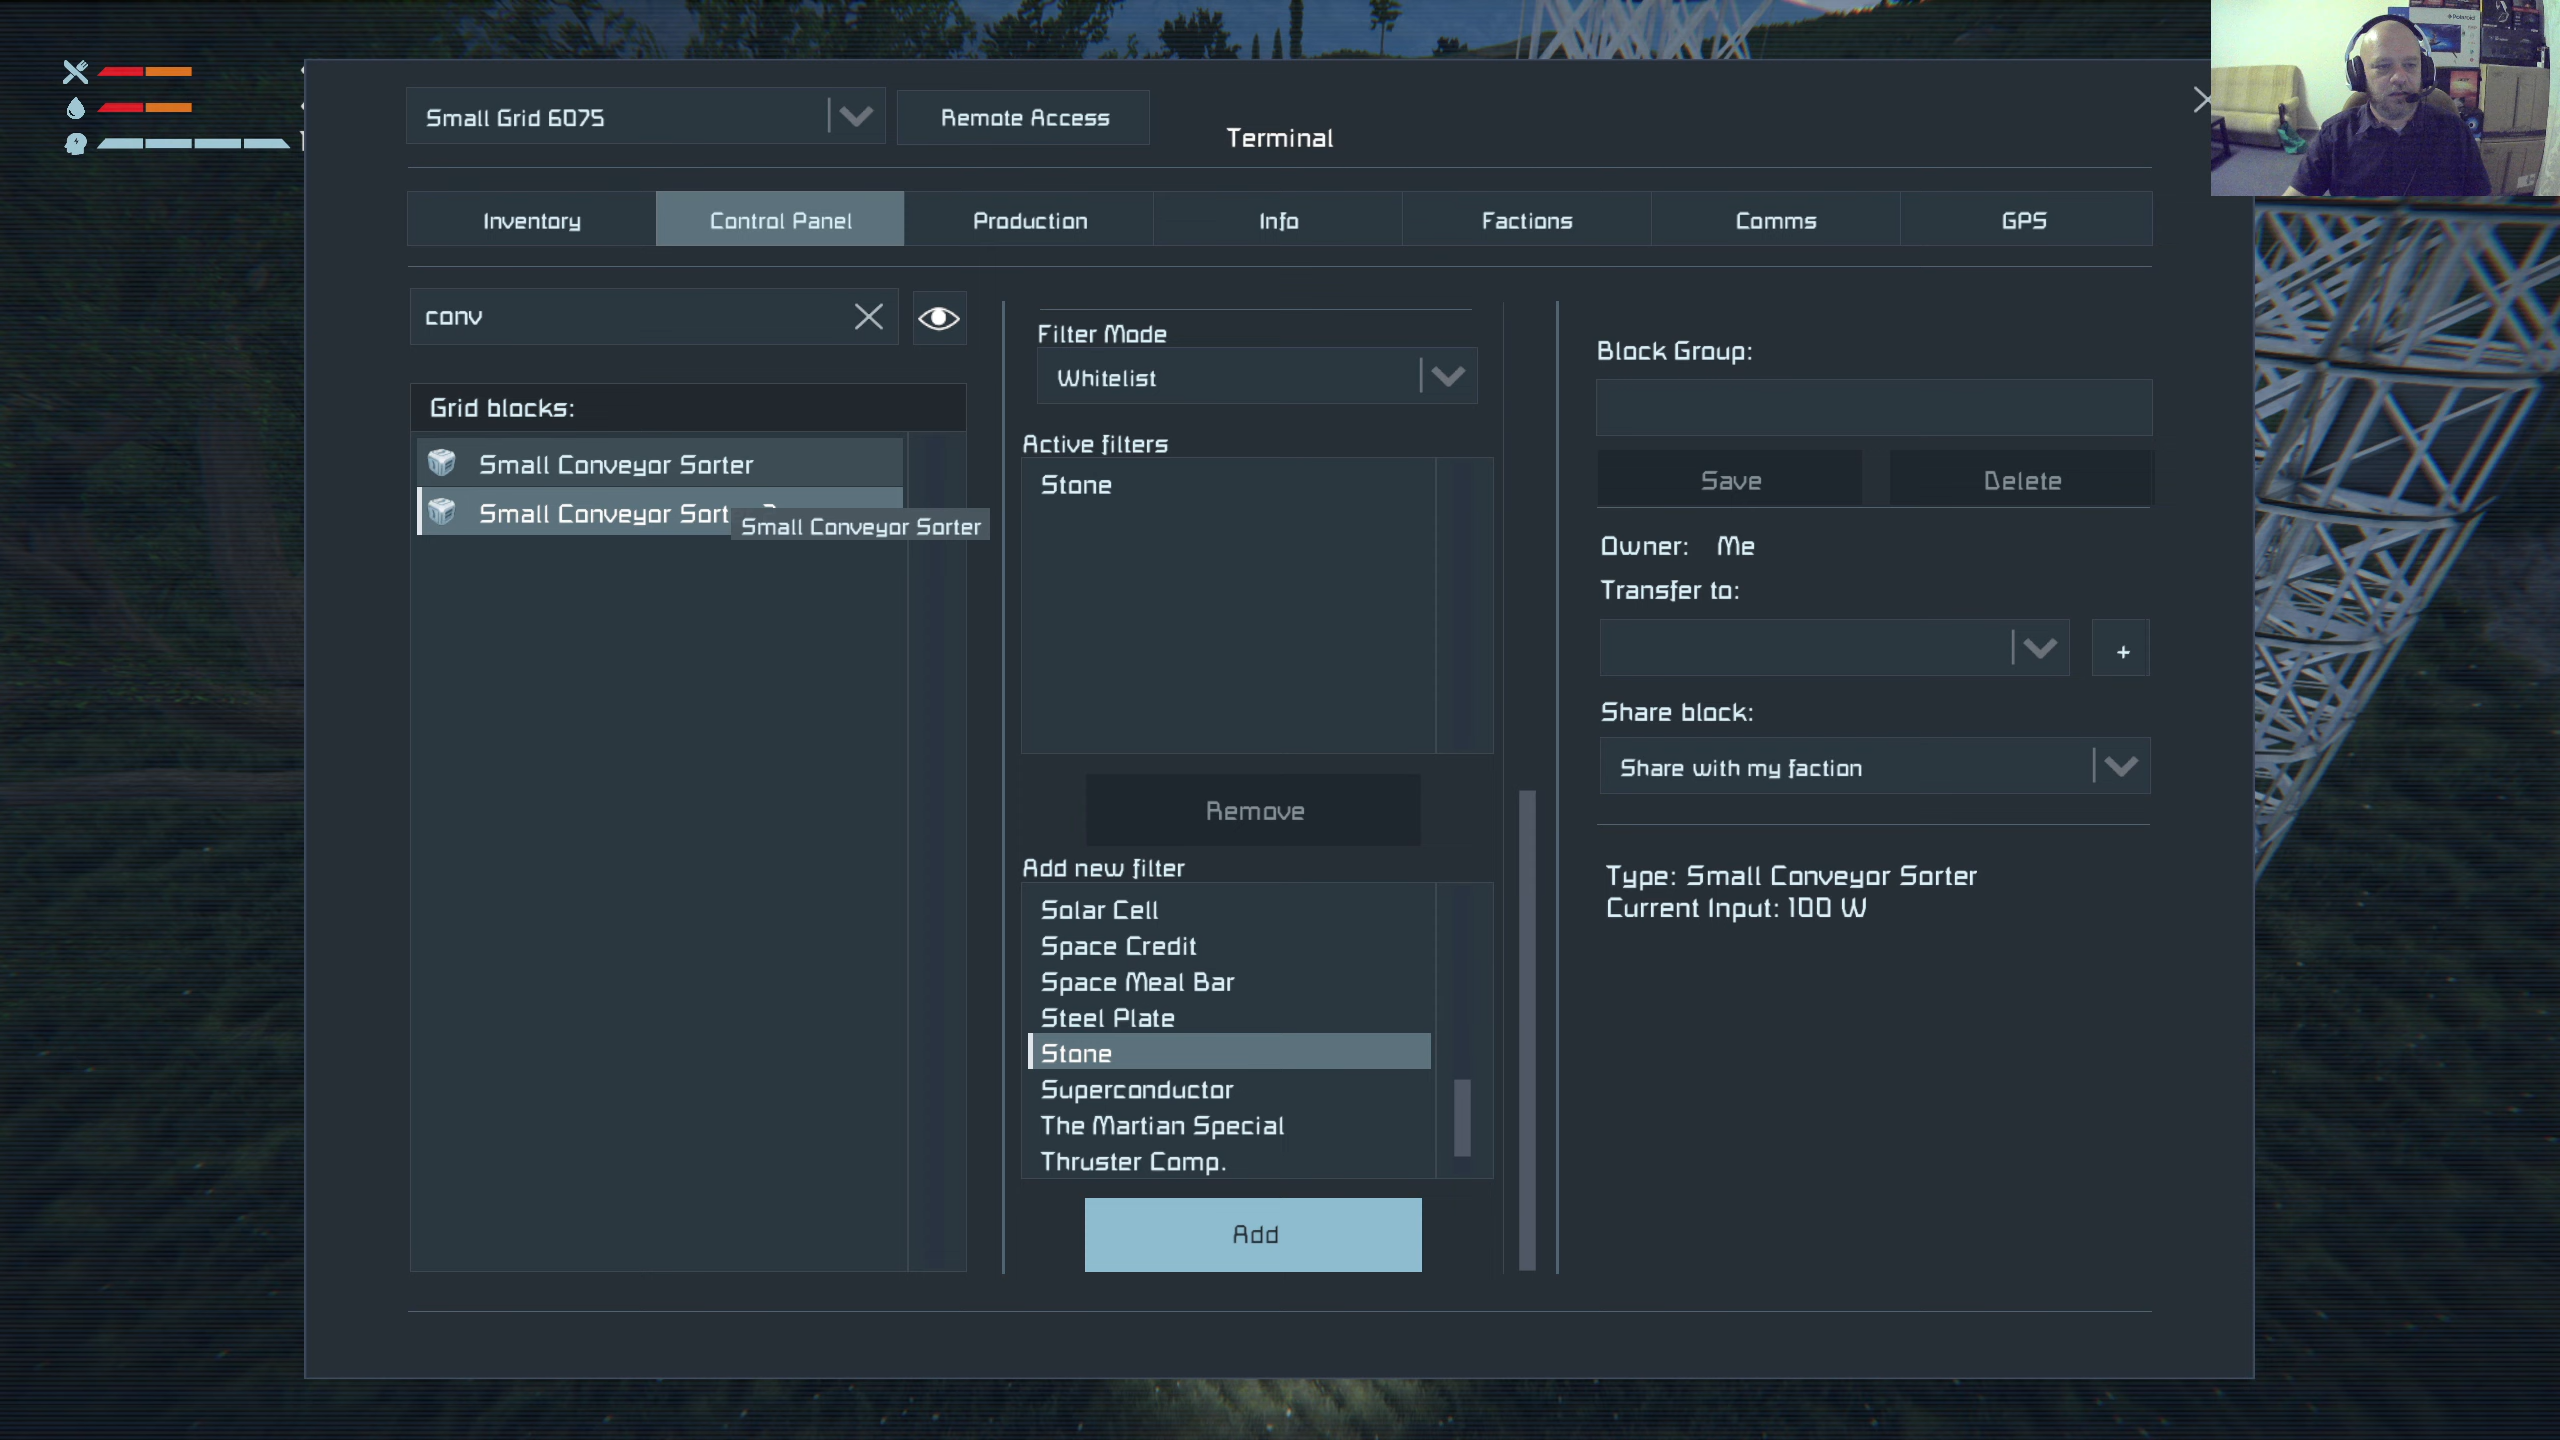 Small Grid 6075
Remote Access
Terminal
Inventory
Control Panel
Production
Info
Factions
Comms
GPS
conv
Grid blocks:
Small Conveyor Sorter
Small Conveyor
Small Conveyor Sorter
Filter Mode
Whitelist
Active filters
Stone
Remove
Add new filter
Solar Cell
Space Credit
Space Meal Bar
Steel Plate
Stone
Superconductor
The Martian Special
Thruster Comp.
Add
Block Group:
Save
Delete
Owner: Me
Transfer to:
+
Share block:
Share with my faction
Type: Small Conveyor Sorter
Current Input: 100 W